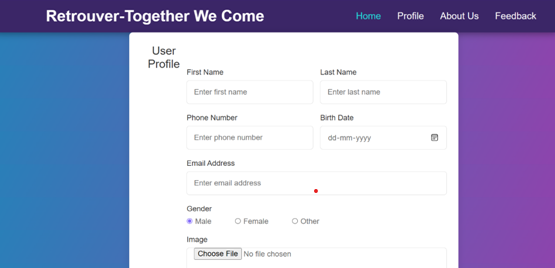 Retrouver-Together We Come Home Profile About Us Feedback
User
Profile
First Name Last Name
Enter first name Enter last name
Phone Number Birth Date
Enter phone number dd-mm-yyyy
Email Address
Enter email address
Gender
Male Female Other
Image
Choose File No file chosen